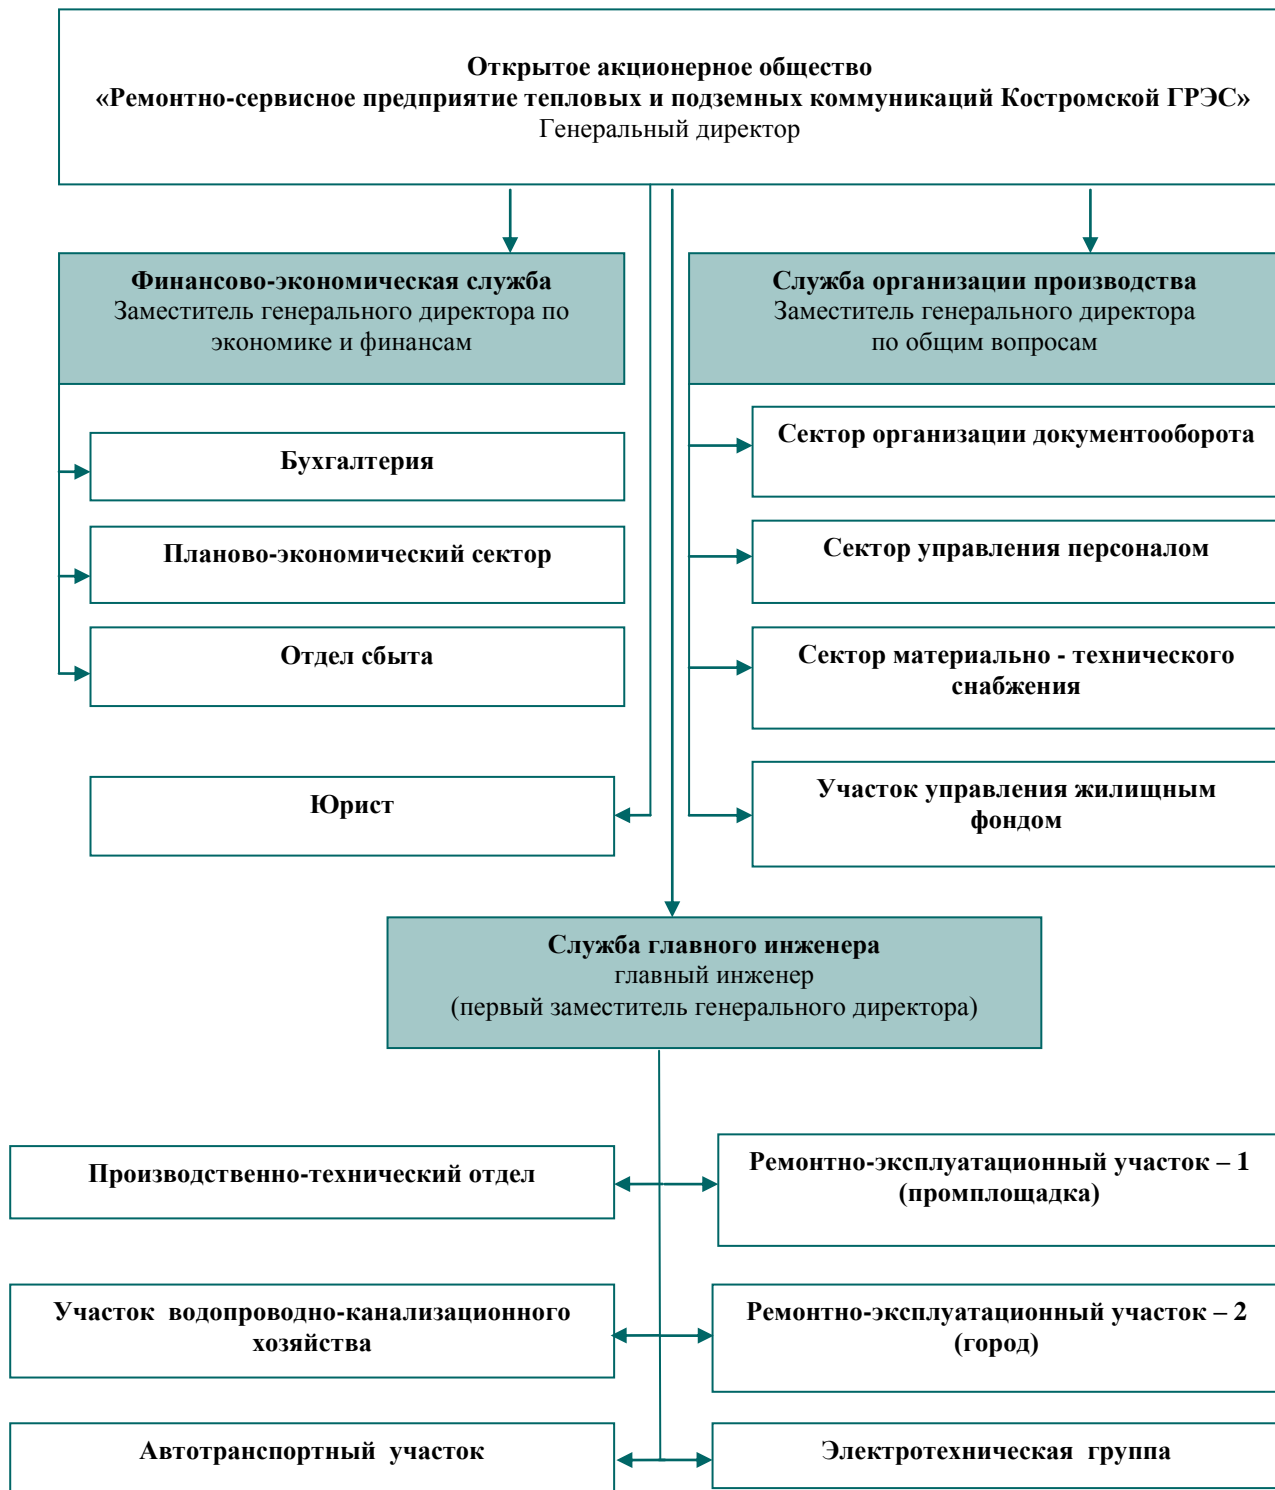 Открытое акционерное общество
«Ремонтно-сервисное предприятие тепловых и подземных коммуникаций Костромской ГРЭС»
Генеральный директор
Финансово-экономическая служба
Заместитель генерального директора по
экономике и финансам
Служба организации производства
Заместитель генерального директора
по общим вопросам
Бухгалтерия
Планово-экономический сектор
Отдел сбыта
Юрист
Сектор организации документооборота
Сектор управления персоналом
Сектор материально - технического
снабжения
Участок управления жилищным
фондом
Служба главного инженера
главный инженер
(первый заместитель генерального директора)
Производственно-технический отдел
Ремонтно-эксплуатационный участок – 1
(промплощадка)
Участок водопроводно-канализационного
хозяйства
Ремонтно-эксплуатационный участок – 2
(город)
Автотранспортный участок
Электротехническая группа